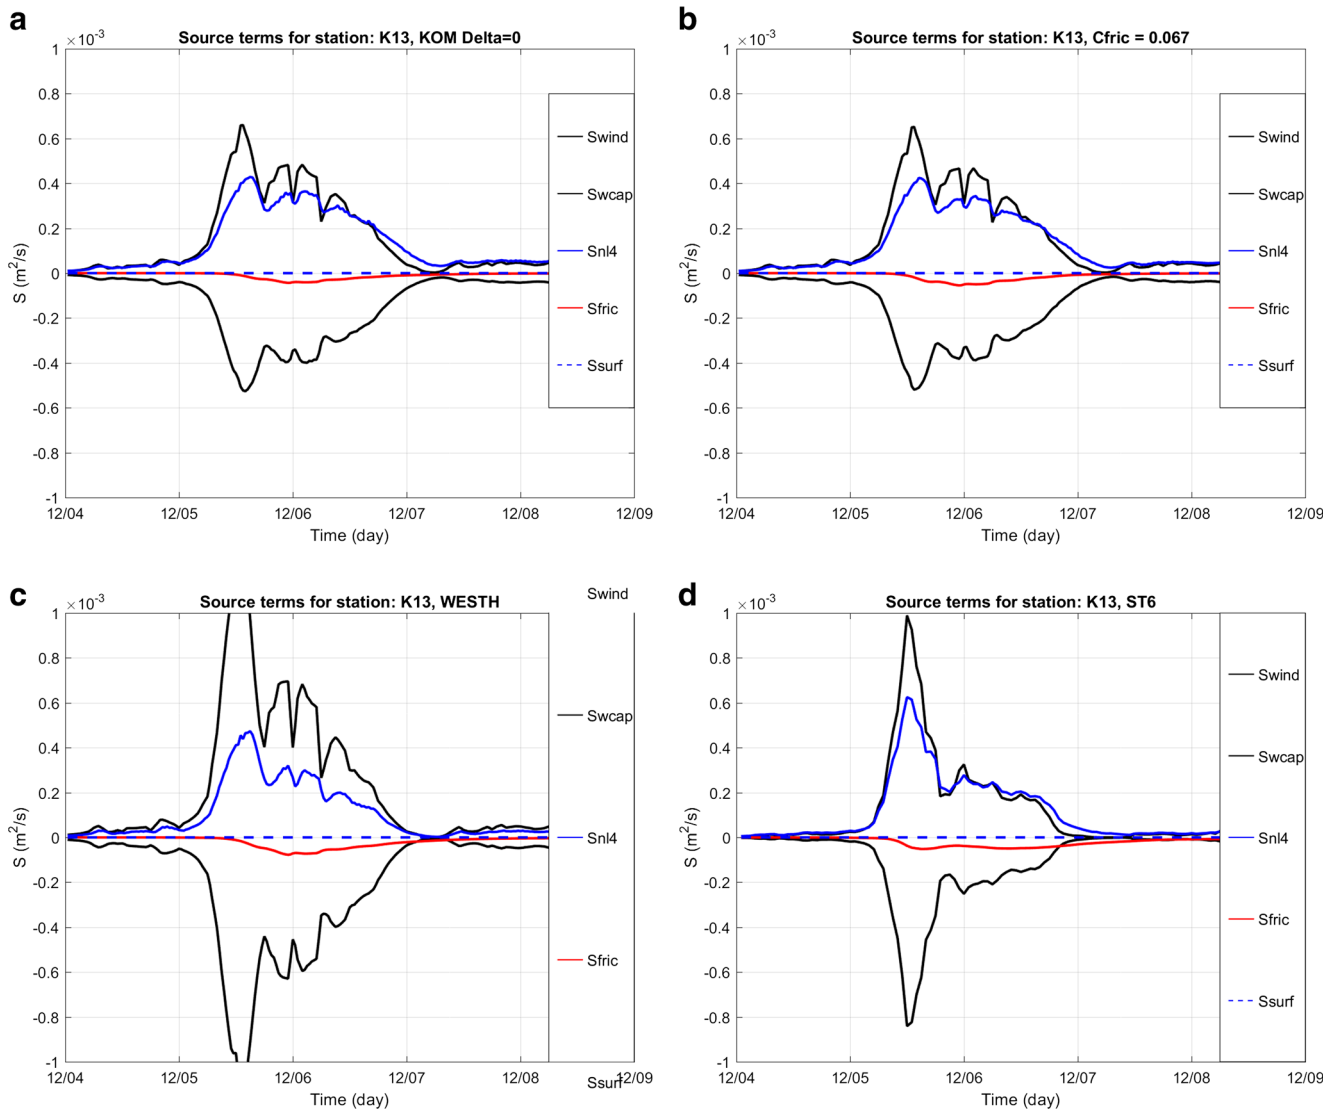 a
×10-3
Source terms for station: K13, KOM Delta=0
1
0.8
0.6
0.4
0.2
0
-0.2
-0.4
-0.6
-0.8
-1
S (m2/s)
12/04
12/05
12/06
12/07
12/08
12/09
Time (day)
Swind
Swcap
Snl4
Sfric
Ssurf
b
×10-3
Source terms for station: K13, Cfric = 0.067
1
0.8
0.6
0.4
0.2
0
-0.2
-0.4
-0.6
-0.8
-1
S (m2/s)
12/04
12/05
12/06
12/07
12/08
12/09
Time (day)
Swind
Swcap
Snl4
Sfric
Ssurf
c
×10-3
Source terms for station: K13, WESTH
1
0.8
0.6
0.4
0.2
0
-0.2
-0.4
-0.6
-0.8
-1
S (m2/s)
12/04
12/05
12/06
12/07
12/08
12/09
Time (day)
Swind
Swcap
Snl4
Sfric
Ssurf
d
×10-3
Source terms for station: K13, ST6
1
0.8
0.6
0.4
0.2
0
-0.2
-0.4
-0.6
-0.8
-1
S (m2/s)
12/04
12/05
12/06
12/07
12/08
12/09
Time (day)
Swind
Swcap
Snl4
Sfric
Ssurf